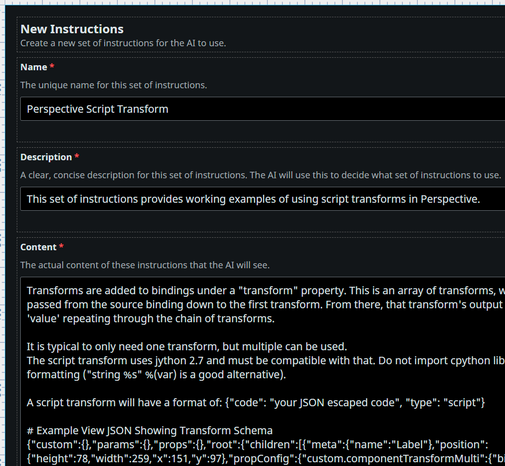 New Instructions
Create a new set of instructions for the AI to use.
Name *
The unique name for this set of instructions.
Perspective Script Transform
Description *
A clear, concise description for this set of instructions. The AI will use this to decide what set of instructions to use.
This set of instructions provides working examples of using script transforms in Perspective.
Content *
The actual content of these instructions that the AI will see.
Transforms are added to bindings under a "transform" property. This is an array of transforms, w
passed from the source binding down to the first transform. From there, that transform's output
'value' repeating through the chain of transforms.
It is typical to only need one transform, but multiple can be used.
The script transform uses jython 2.7 and must be compatible with that. Do not import cpython lib
formatting ("string %s" %(var) is a good alternative).
A script transform will have a format of: {"code": "your JSON escaped code", "type": "script"}
# Example View JSON Showing Transform Schema
{"custom":{},"params":{},"props":{},"root":{"children":[{"meta":{"name":"Label"},"position":
{"height":78,"width":259,"x":151,"y":97},"propConfig":{"custom.componentTransformMulti":{"bi